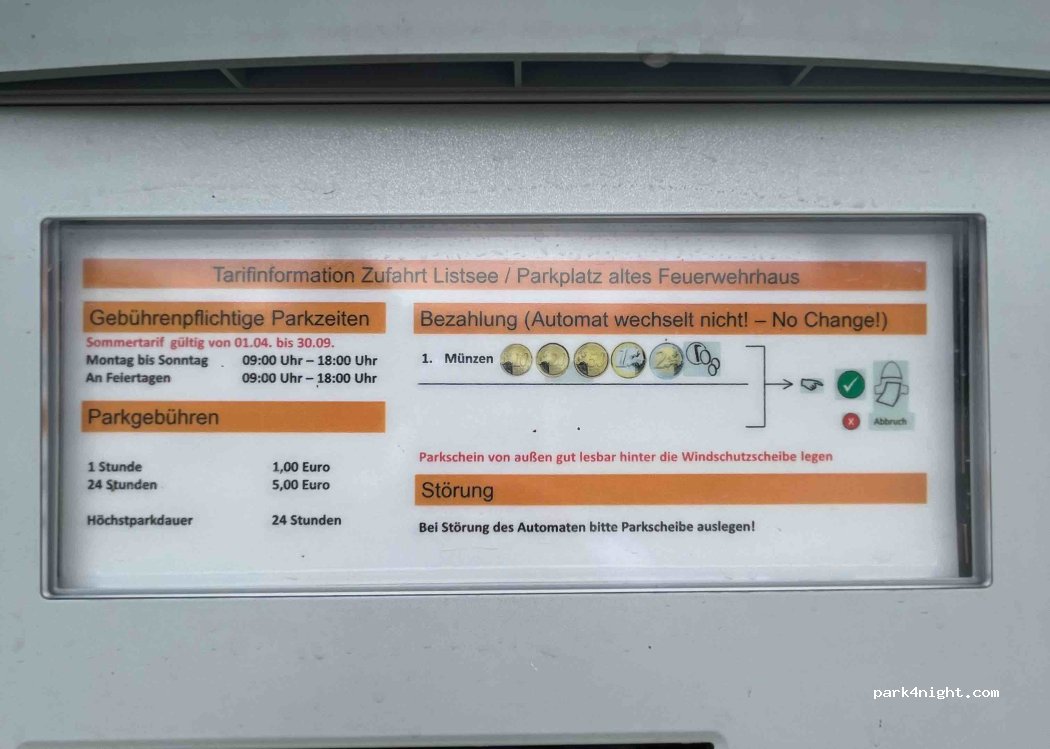 Tarifinformation Zufahrt Listsee / Parkplatz altes Feuerwehrhaus
Gebührenpflichtige Parkzeiten
Sommertarif gültig von 01.04. bis 30.09.
Montag bis Sonntag 09:00 Uhr – 18:00 Uhr
An Feiertagen 09:00 Uhr – 18:00 Uhr
Parkgebühren
1 Stunde 1,00 Euro
24 Stunden 5,00 Euro
Höchstparkdauer 24 Stunden
Bezahlung (Automat wechselt nicht! – No Change!)
1. Münzen
X
Abbruch
Parkschein von außen gut lesbar hinter die Windschutzscheibe legen
Störung
Bei Störung des Automaten bitte Parkscheibe auslegen!
park4night.com